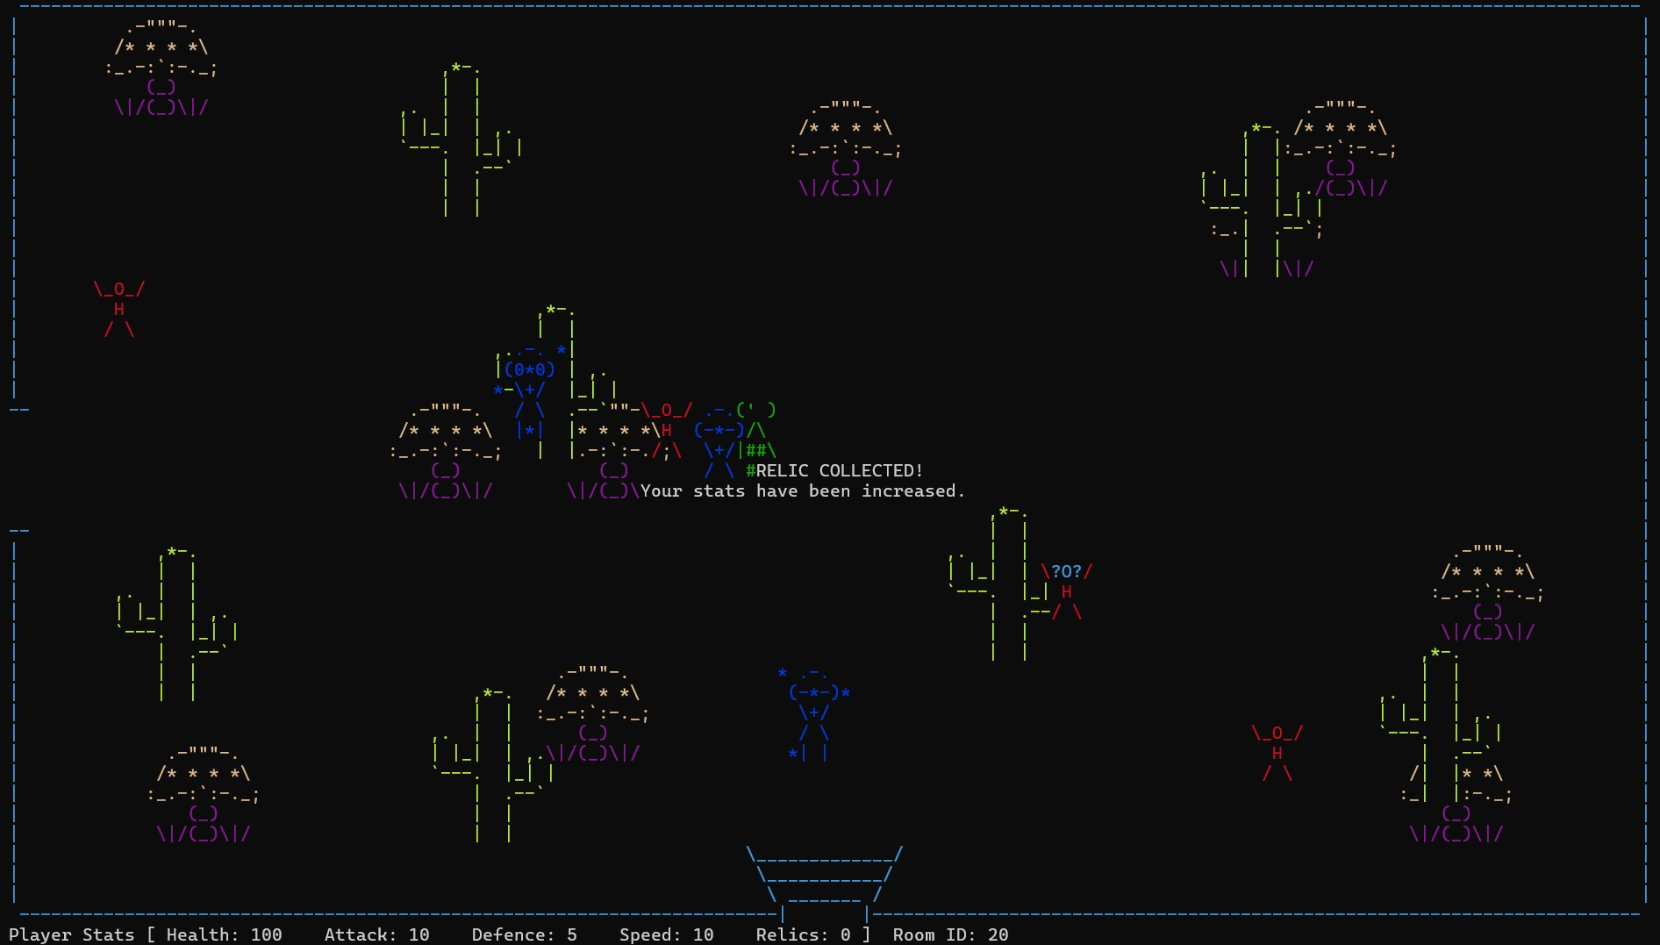 RELIC COLLECTED!
Your stats have been increased.
Player Stats [ Health: 100    Attack: 10    Defence: 5    Speed: 10    Relics: 0 ]  Room ID: 20